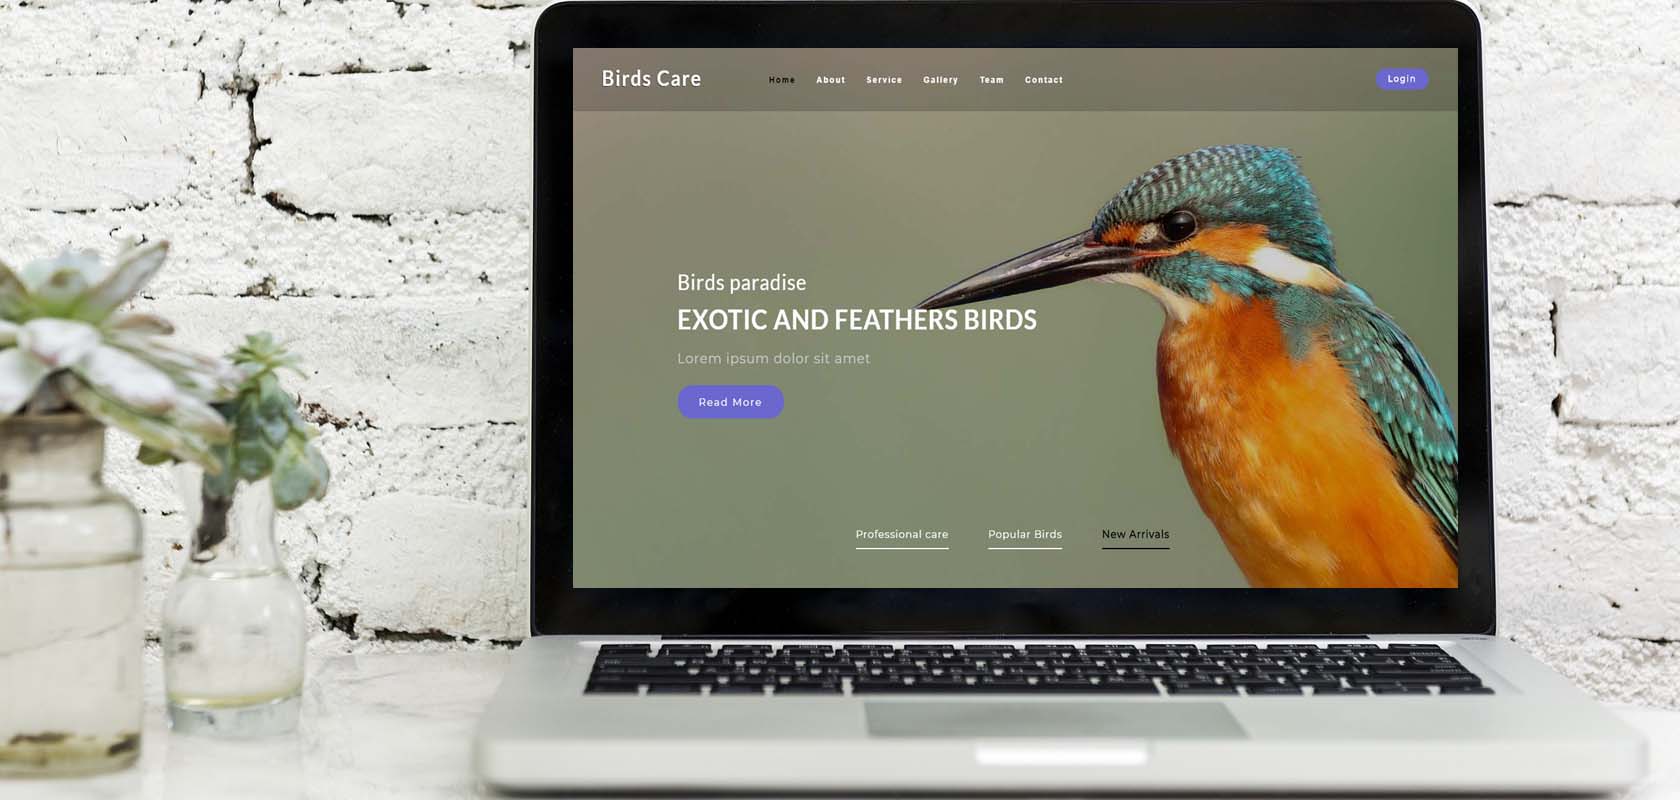 Birds Care
Home About Service Gallery Team Contact
Login
Birds paradise
EXOTIC AND FEATHERS BIRDS
Lorem ipsum dolor sit amet
Read More
Professional care Popular Birds New Arrivals